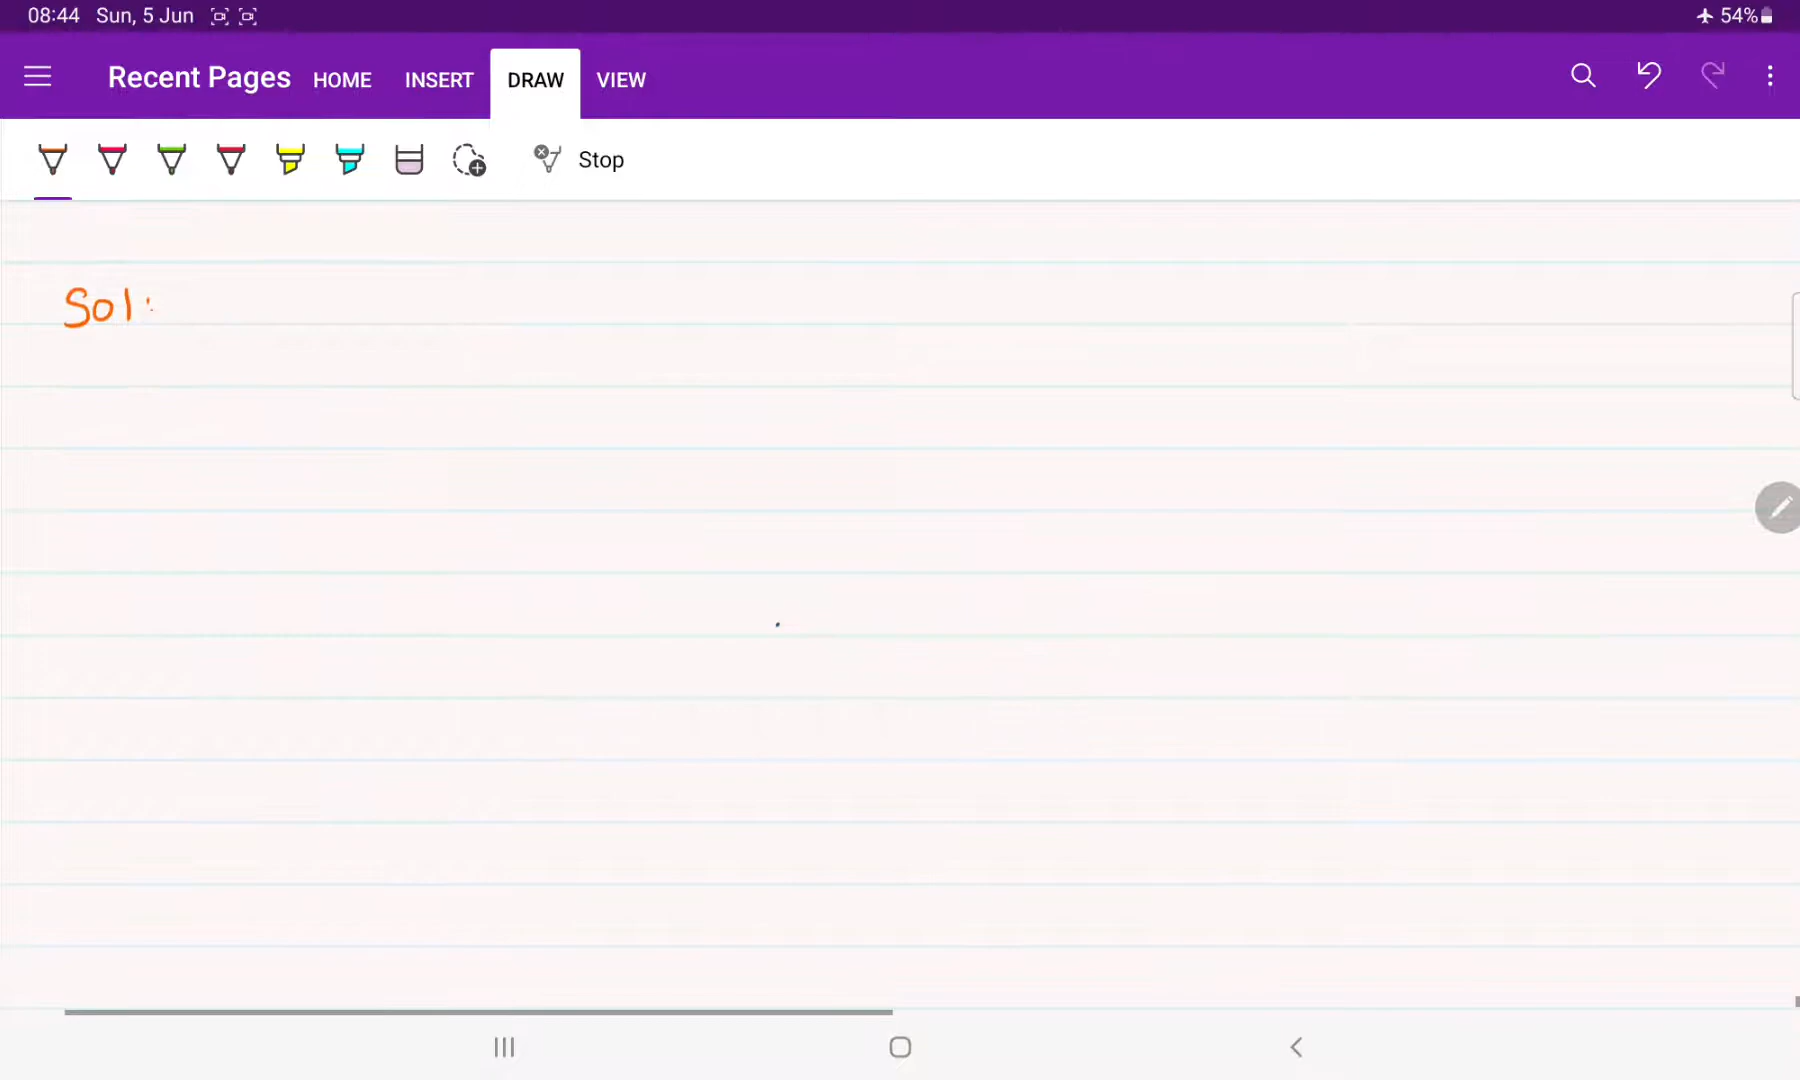 08:44 Sun, 5 Jun 54%
Recent Pages HOME INSERT DRAW VIEW
Stop
Sol: